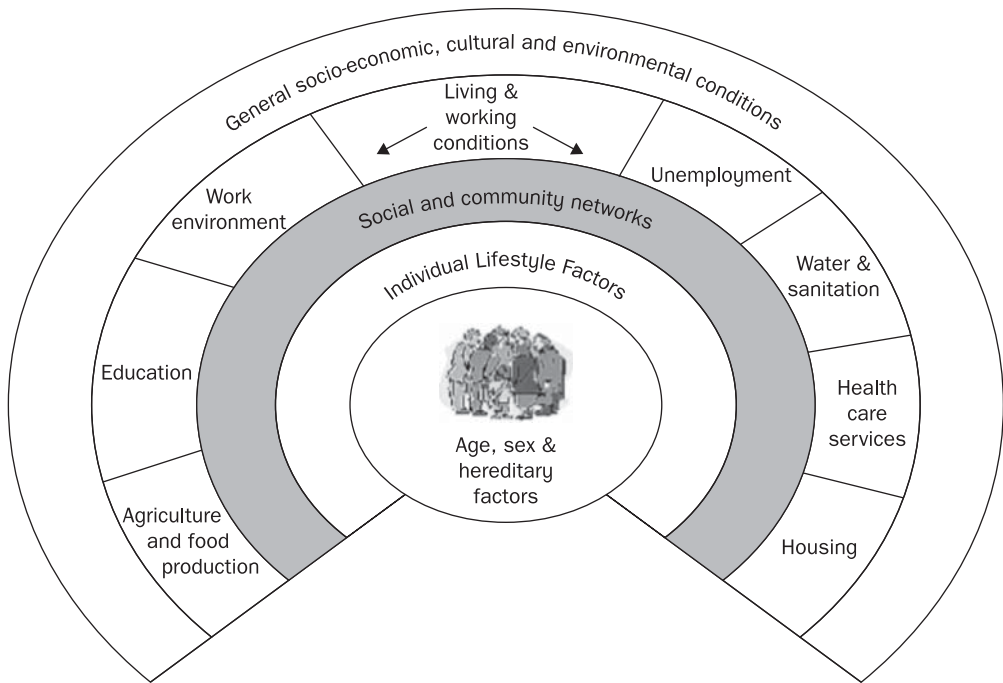 General socio-economic, cultural and environmental conditions
Living &
working
conditions
Work
environment
Unemployment
Social and community networks
Individual Lifestyle Factors
Water &
sanitation
Education
Health
care
services
Age, sex &
hereditary
factors
Agriculture
and food
production
Housing